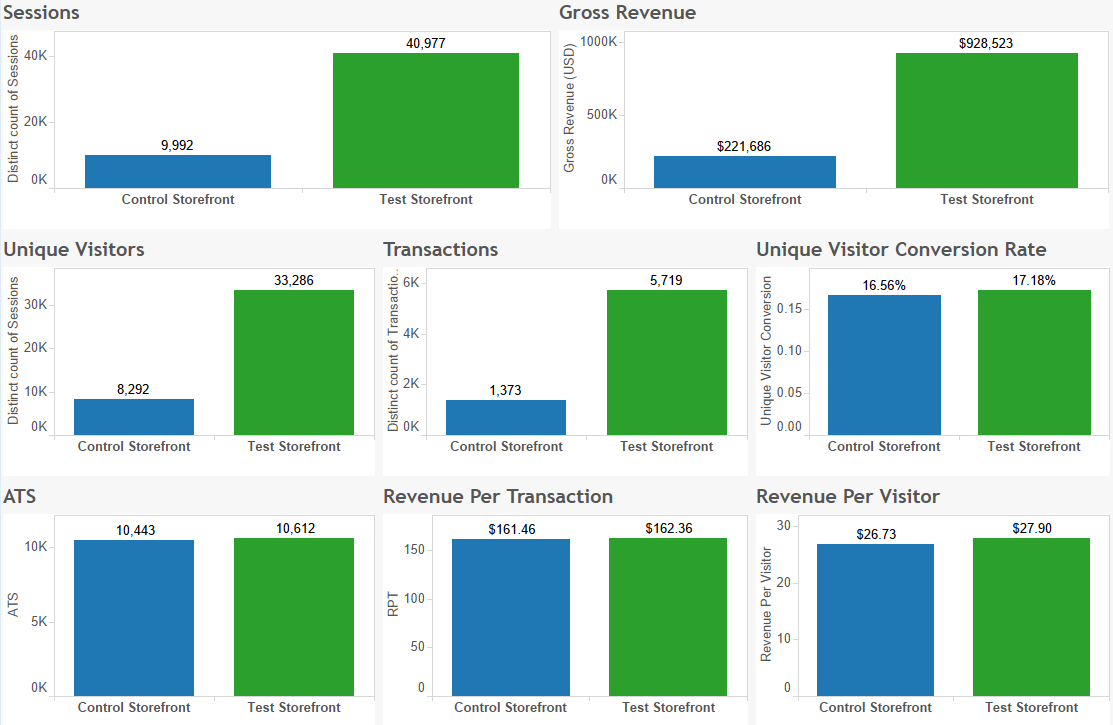 Sessions
Distinct count of Sessions
40K
20K
0K
9,992
40,977
Control Storefront
Test Storefront
Gross Revenue
Gross Revenue (USD)
1000K
500K
0K
$221,686
$928,523
Control Storefront
Test Storefront
Unique Visitors
Distinct count of Sessions
30K
20K
10K
0K
8,292
33,286
Control Storefront
Test Storefront
Transactions
Distinct count of Transactio..
6K
4K
2K
0K
1,373
5,719
Control Storefront
Test Storefront
Unique Visitor Conversion Rate
Unique Visitor Conversion
0.15
0.10
0.05
0.00
16.56%
17.18%
Control Storefront
Test Storefront
ATS
ATS
10K
5K
0K
10,443
10,612
Control Storefront
Test Storefront
Revenue Per Transaction
RPT
150
100
50
0
$161.46
$162.36
Control Storefront
Test Storefront
Revenue Per Visitor
Revenue Per Visitor
30
20
10
0
$26.73
$27.90
Control Storefront
Test Storefront